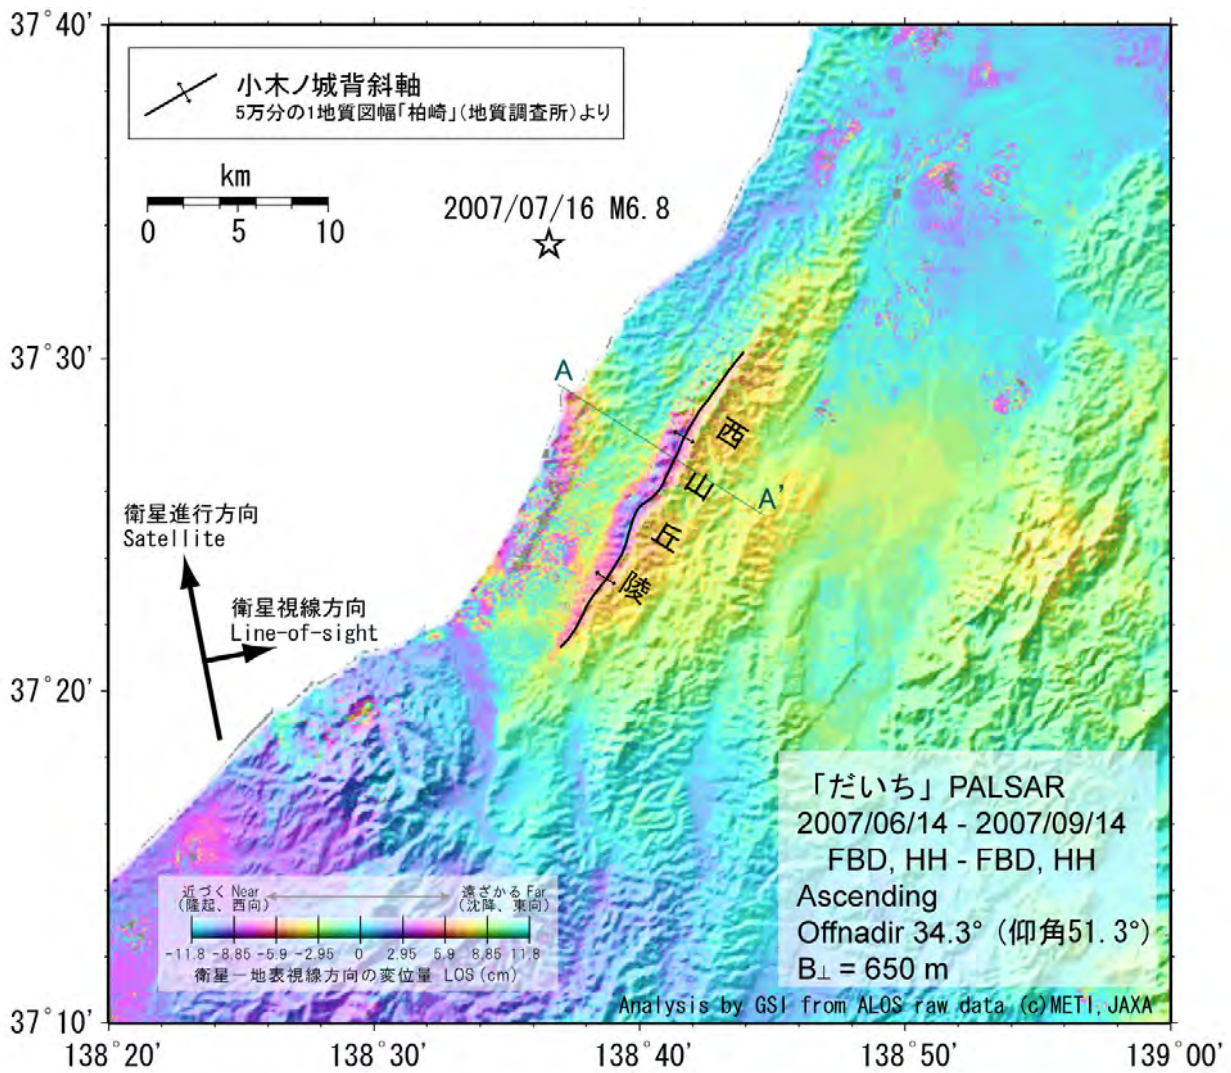 37°40'
小木ノ城背斜軸
5万分の1地質図幅「柏崎」(地質調査所)より
km
0 5 10
2007/07/16 M6.8
37°30'
A
西
山
A'
丘
陵
衛星進行方向
Satellite
衛星視線方向
Line-of-sight
37°20'
「だいち」 PALSAR
2007/06/14 - 2007/09/14
FBD, HH - FBD, HH
Ascending
Offnadir 34.3° (仰角51.3°)
B⊥ = 650 m
近づく Near 遠ざかる Far
(隆起、西向) (沈降、東向)
-11.8 -8.85 -5.9 -2.95 0 2.95 5.9 8.85 11.8
衛星－地表視線方向の変位量 LOS (cm)
Analysis by GSI from ALOS raw data (c)METI, JAXA
37°10'
138°20' 138°30' 138°40' 138°50' 139°00'